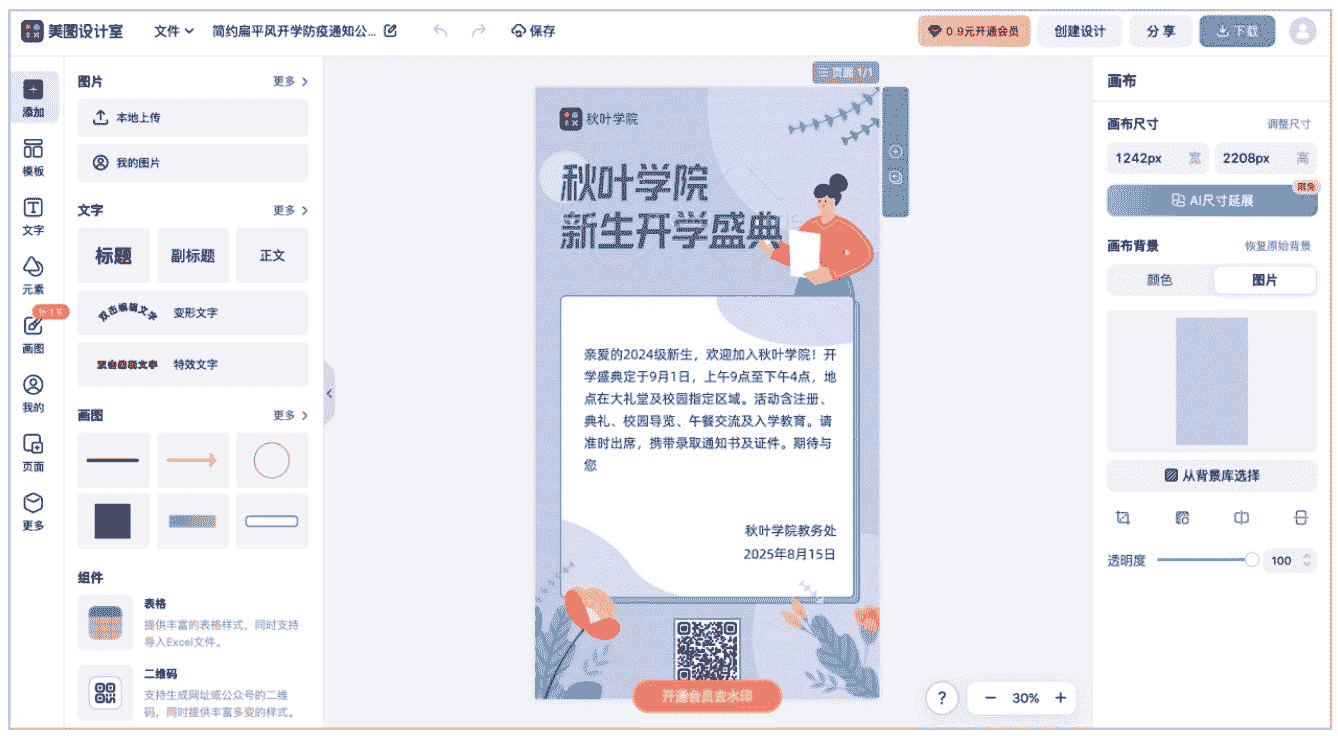 美图设计室
文件
简约扁平风开学防疫通知公...
保存
0.9元开通会员
创建设计
分享
下载
添加
模板
文字
元素
画图
我的
页面
更多
图片
更多
本地上传
我的图片
文字
更多
标题
副标题
正文
双击编辑文字
变形文字
双击编辑文字
特效文字
画图
更多
组件
表格
提供丰富的表格样式，同时支持
导入Excel文件。
二维码
支持生成网址或公众号的二维
码，同时提供丰富多变的样式。
页面 1/1
秋叶学院
秋叶学院
新生开学盛典
亲爱的2024级新生，欢迎加入秋叶学院！开
学盛典定于9月1日，上午9点至下午4点，地
点在大礼堂及校园指定区域。活动含注册、
典礼、校园导览、午餐交流及入学教育。请
准时出席，携带录取通知书及证件。期待与
您
秋叶学院教务处
2025年8月15日
开通会员去水印
?
30%
画布
画布尺寸
调整尺寸
1242px 宽
2208px 高
限免
AI尺寸延展
画布背景
恢复原始背景
颜色
图片
从背景库选择
透明度
100